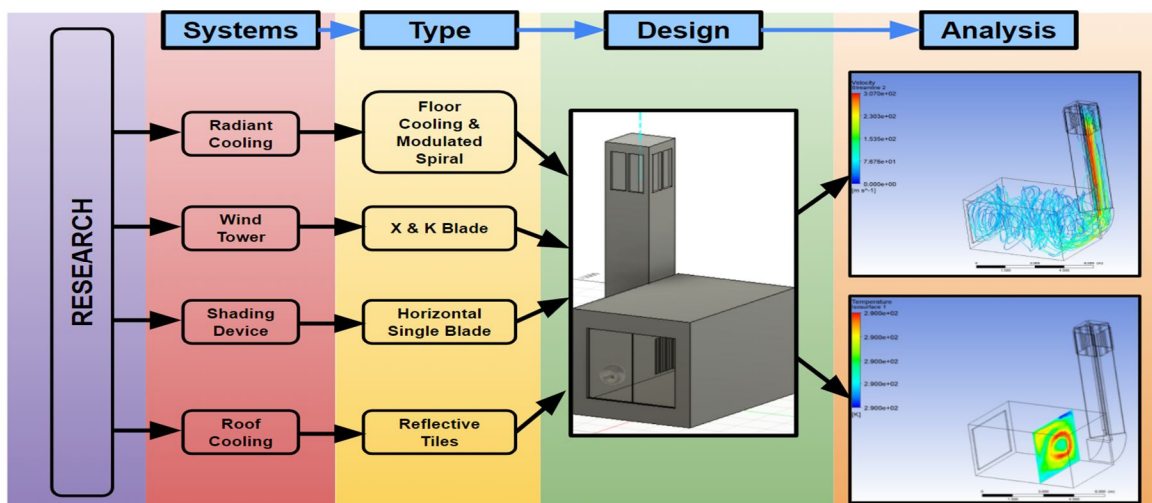 Systems
Type
Design
Analysis
RESEARCH
Radiant
Cooling
Floor
Cooling &
Modulated
Spiral
Wind
Tower
X & K Blade
Shading
Device
Horizontal
Single Blade
Roof
Cooling
Reflective
Tiles
Velocity
Streamline 2
3.070e+02
2.303e+02
1.535e+02
7.676e+01
0.000e+00
[m s^-1]
Temperature
Isosurface 1
2.900e+02
2.900e+02
2.900e+02
2.900e+02
2.900e+02
[K]